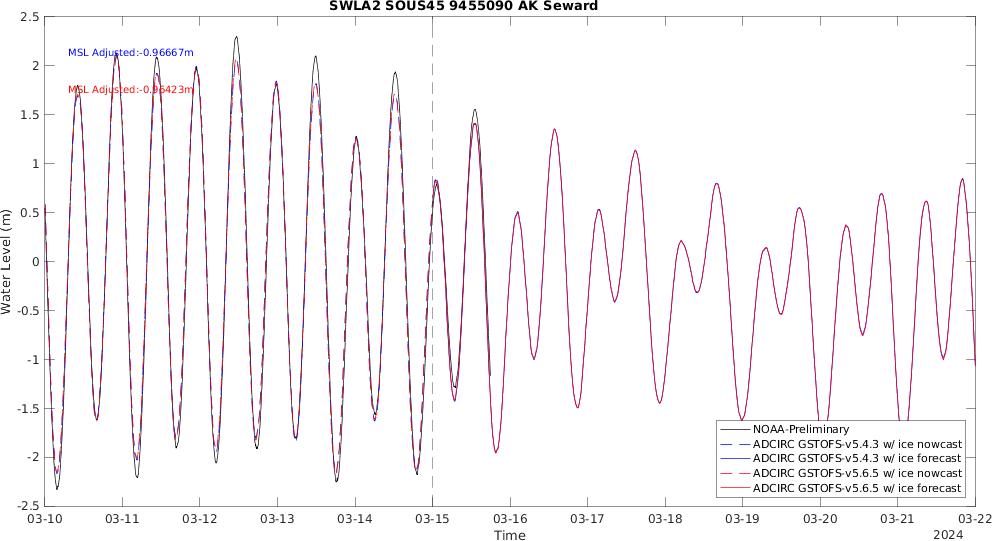 SWLA2 SOUS45 9455090 AK Seward
2.5
MSL Adjusted:-0.96667m
2
MSL Adjusted:-0.96423m
1.5
1
0.5
0
Water Level (m)
-0.5
-1
-1.5
NOAA-Preliminary
ADCIRC GSTOFS-v5.4.3 w/ ice nowcast
-2
ADCIRC GSTOFS-v5.4.3 w/ ice forecast
ADCIRC GSTOFS-v5.6.5 w/ ice nowcast
ADCIRC GSTOFS-v5.6.5 w/ ice forecast
-2.5
03-10 03-11 03-12 03-13 03-14 03-15 03-16 03-17 03-18 03-19 03-20 03-21 03-22
Time
2024